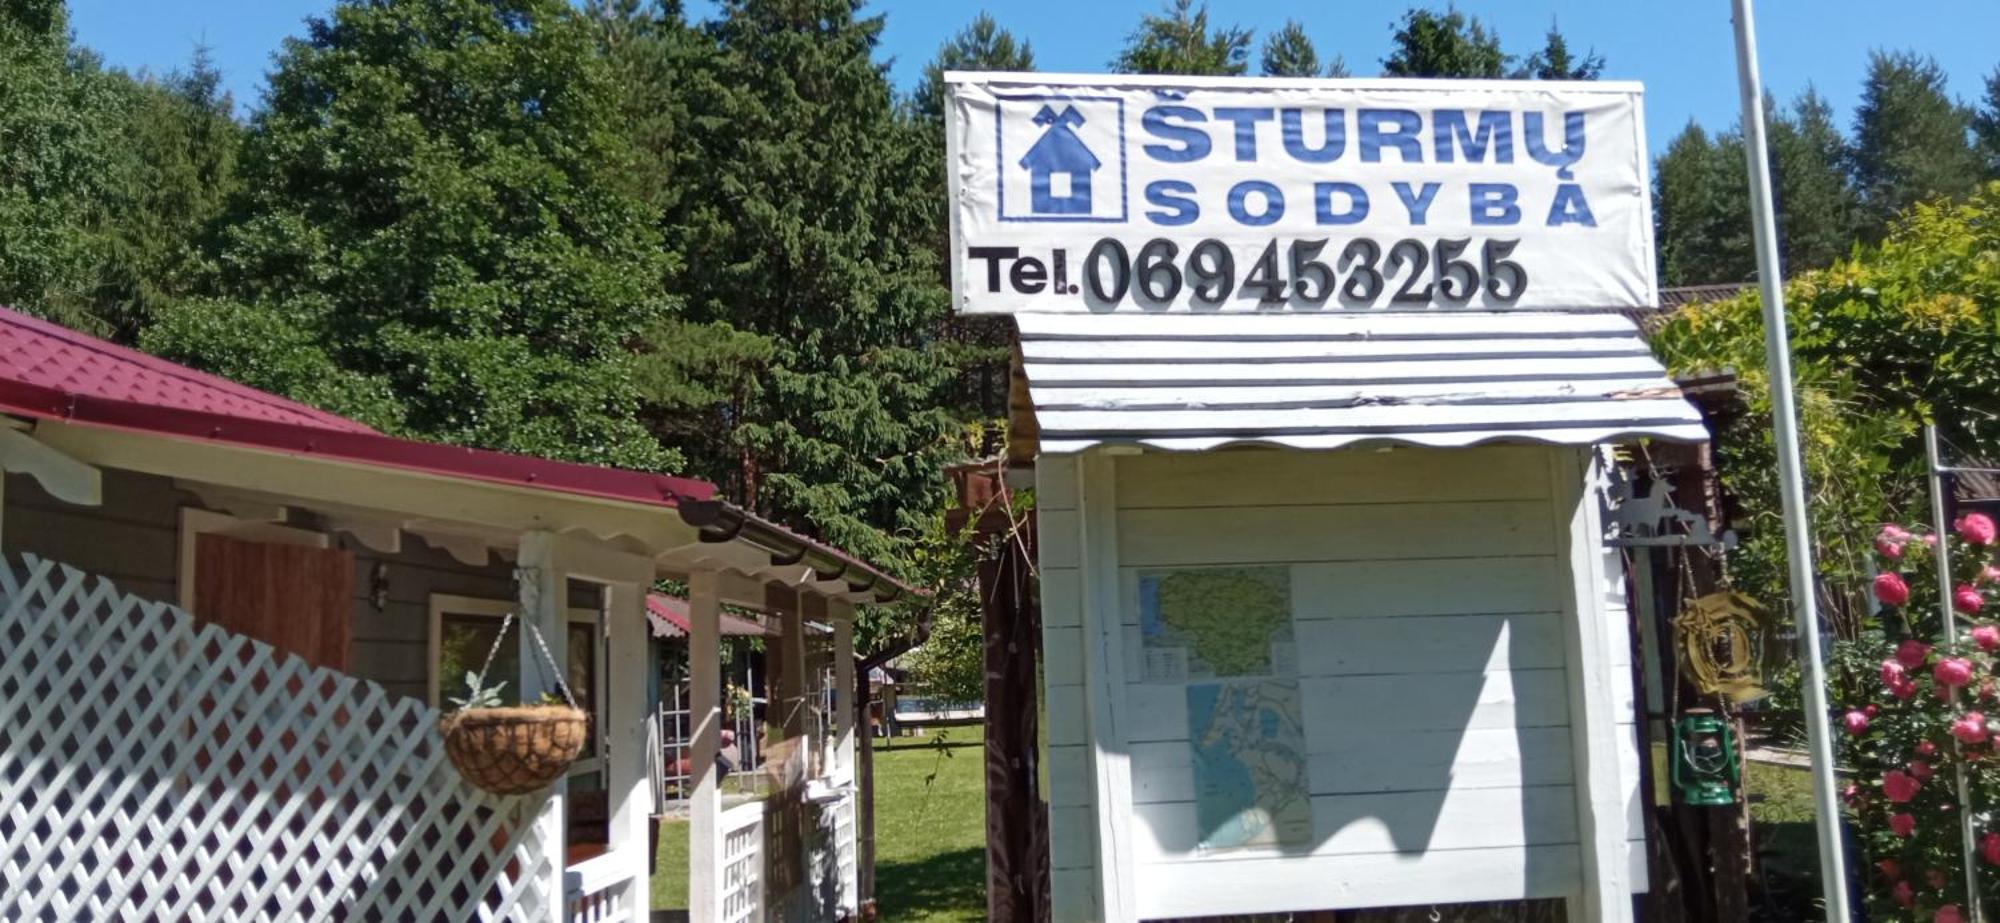 ŠTURMŲ
SODYBA
Tel. 069453255